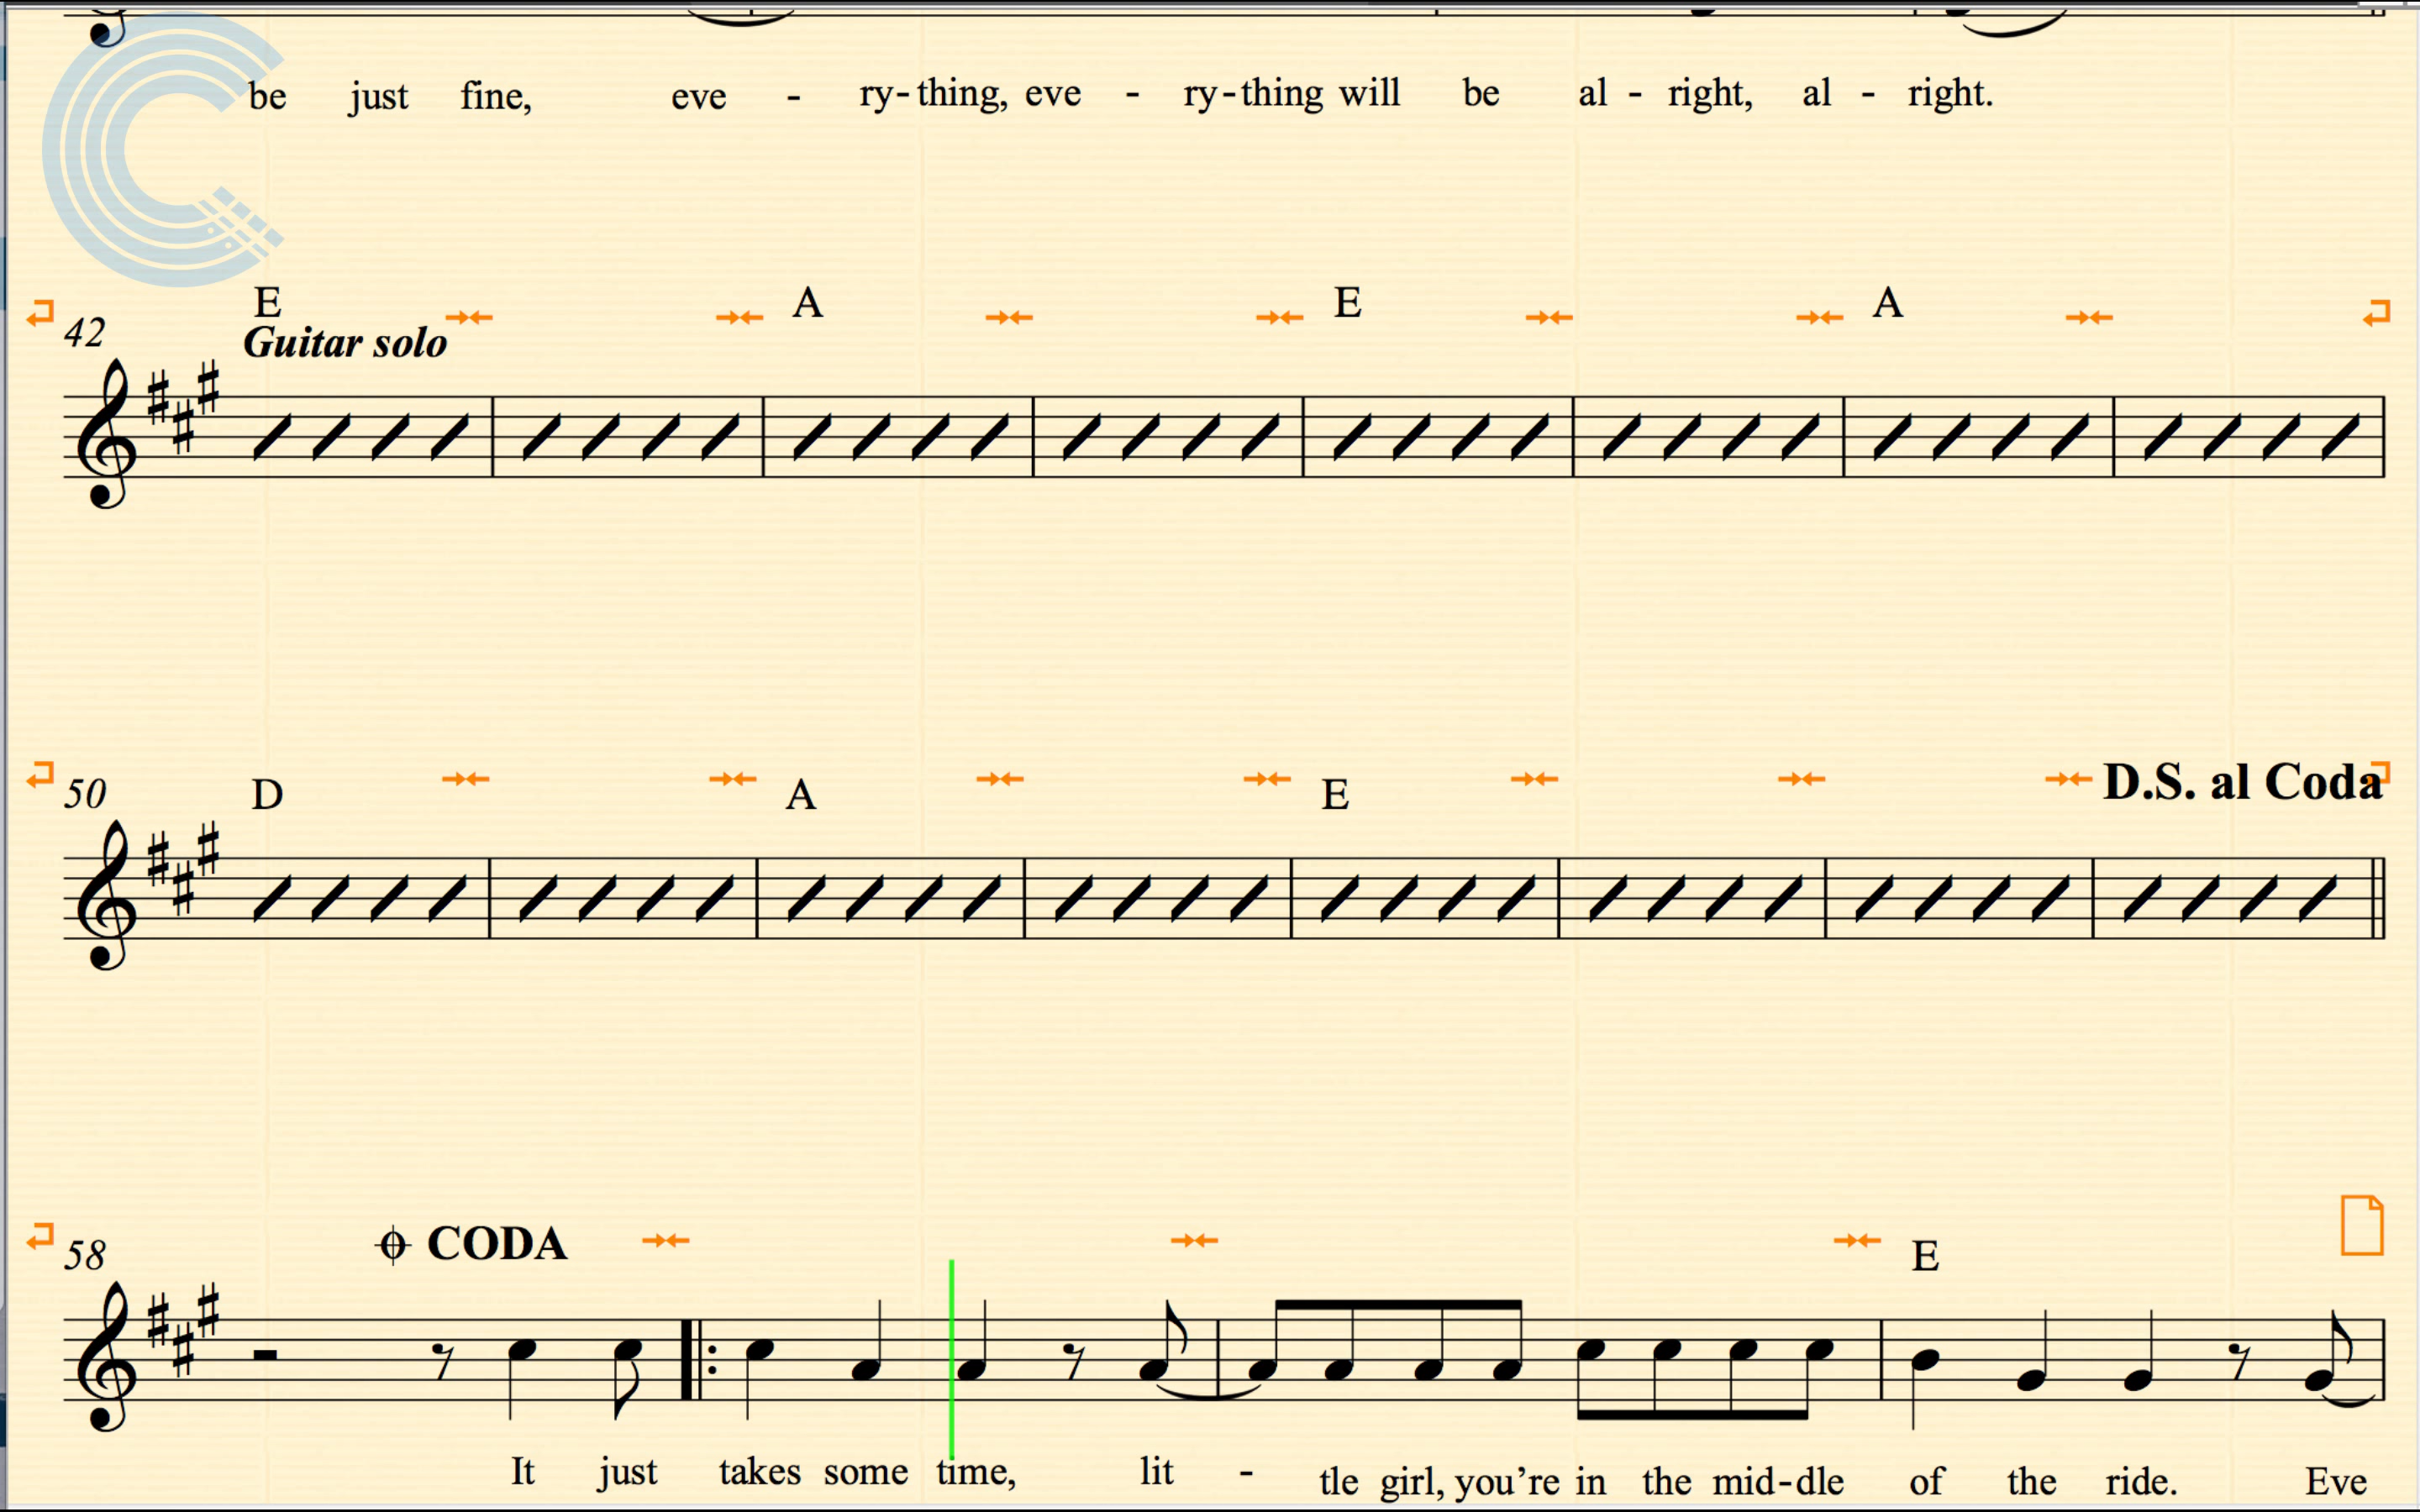 be just fine, eve - ry-thing, eve - ry-thing will be al - right, al - right.
E A E A
42 Guitar solo
50 D A E D.S. al Coda
58 CODA E
It just takes some time, lit - tle girl, you're in the mid-dle of the ride. Eve